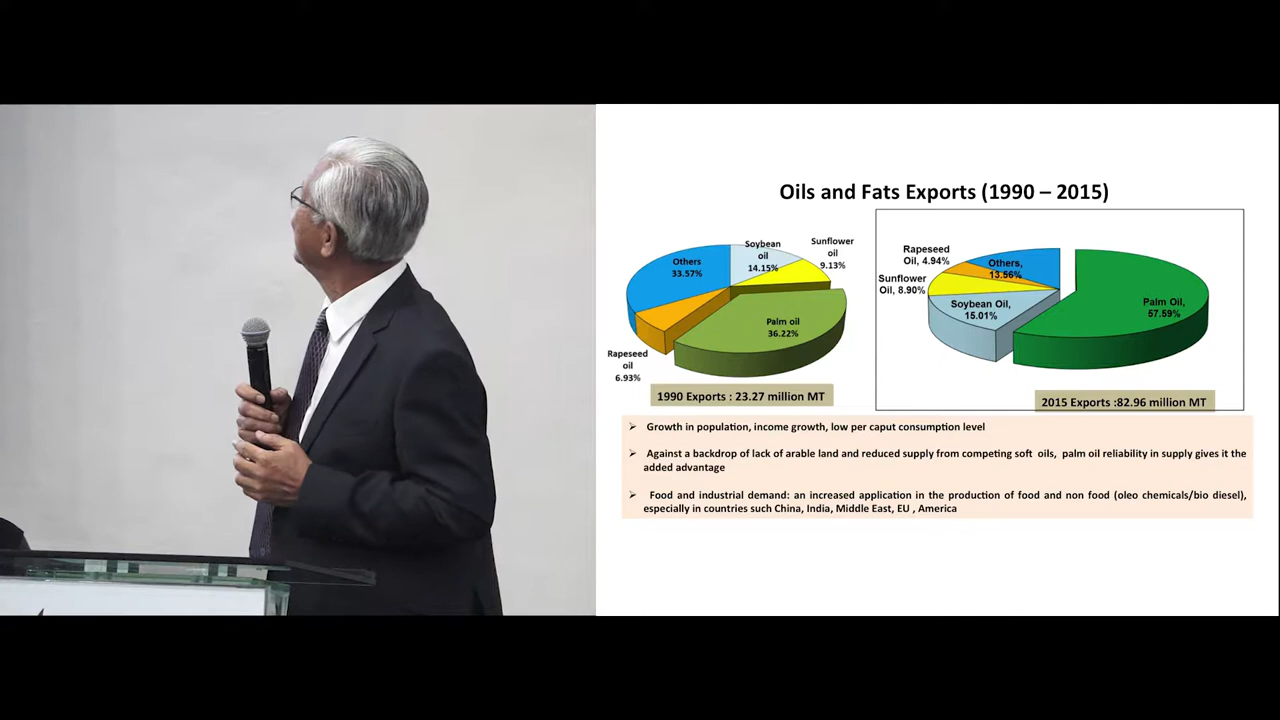 Oils and Fats Exports (1990 – 2015)
Others
33.57%
Soybean
oil
14.15%
Sunflower
oil
9.13%
Palm oil
36.22%
Rapeseed
oil
6.93%
1990 Exports : 23.27 million MT
Rapeseed
Oil, 4.94%
Others,
13.56%
Sunflower
Oil, 8.90%
Soybean Oil,
15.01%
Palm Oil,
57.59%
2015 Exports :82.96 million MT
➢ Growth in population, income growth, low per caput consumption level
➢ Against a backdrop of lack of arable land and reduced supply from competing soft oils, palm oil reliability in supply gives it the
added advantage
➢ Food and industrial demand: an increased application in the production of food and non food (oleo chemicals/bio diesel),
especially in countries such China, India, Middle East, EU , America